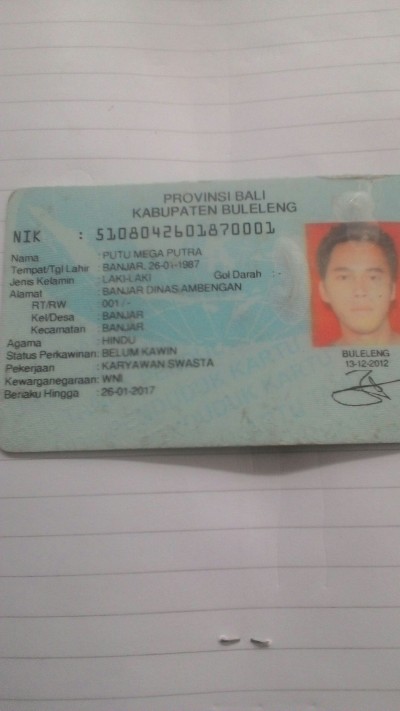 PROVINSI BALI
KABUPATEN BULELENG
NIK : 5108042601870001
Nama : PUTU MEGA PUTRA
Tempat/Tgl Lahir : BANJAR, 26-01-1987
Jenis Kelamin : LAKI-LAKI Gol Darah : -
Alamat : BANJAR DINAS AMBENGAN
RT/RW : 001/-
Kel/Desa : BANJAR
Kecamatan : BANJAR
Agama : HINDU
Status Perkawinan: BELUM KAWIN
Pekerjaan : KARYAWAN SWASTA
Kewarganegaraan: WNI
Berlaku Hingga : 26-01-2017
BULELENG
13-12-2012